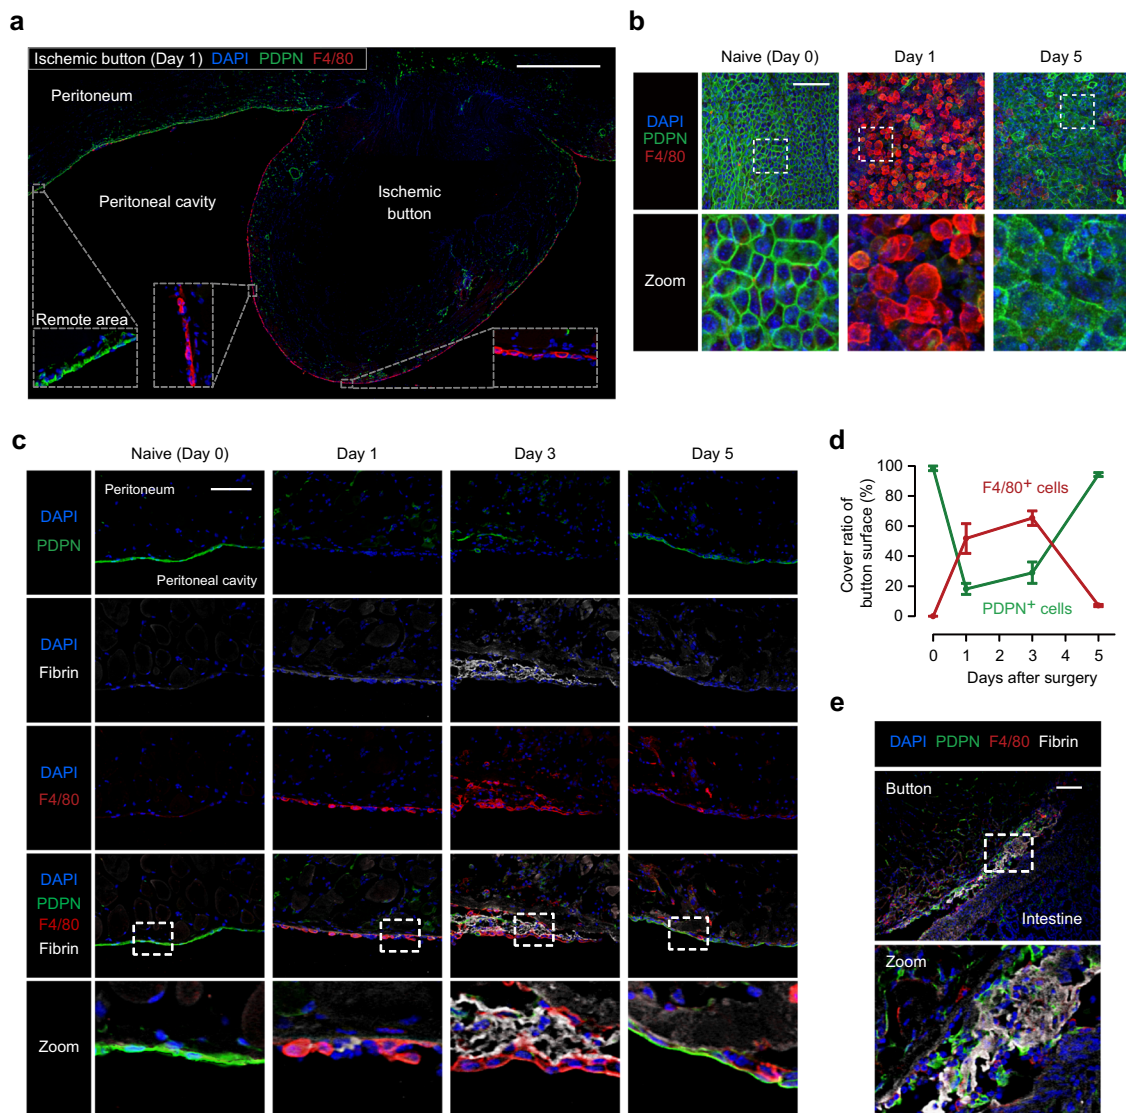 a
Ischemic button (Day 1) DAPI PDPN F4/80
Peritoneum
Peritoneal cavity
Ischemic
button
Remote area
b
Naive (Day 0) Day 1 Day 5
DAPI
PDPN
F4/80
Zoom
c
Naive (Day 0) Day 1 Day 3 Day 5
Peritoneum
DAPI
PDPN
Peritoneal cavity
DAPI
Fibrin
DAPI
F4/80
DAPI
PDPN
F4/80
Fibrin
Zoom
d
Cover ratio of
button surface (%)
100
80
60
40
20
0
F4/80⁺ cells
PDPN⁺ cells
0 1 2 3 4 5
Days after surgery
e
DAPI PDPN F4/80 Fibrin
Button
Intestine
Zoom